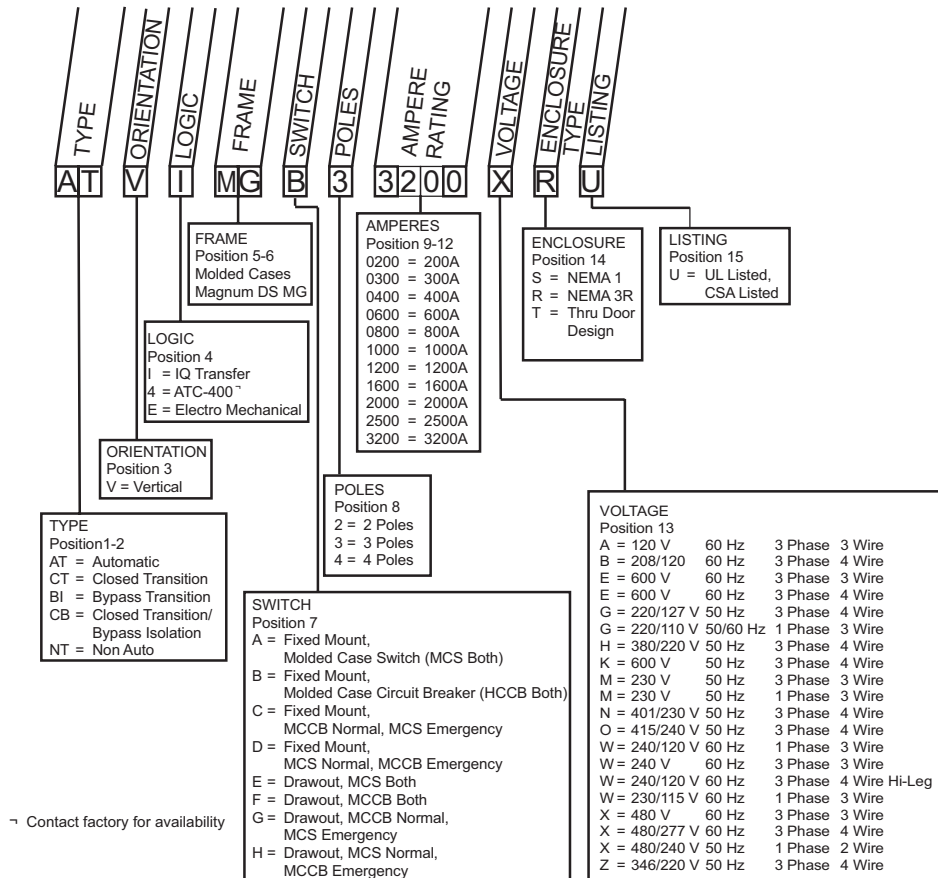 TYPE
ORIENTATION
LOGIC
FRAME
SWITCH
POLES
AMPERE
RATING
VOLTAGE
ENCLOSURE
TYPE
LISTING
A T V I M G B 3 3 2 0 0 X R U
FRAME
Position 5-6
Molded Cases
Magnum DS MG
AMPERES
Position 9-12
0200 = 200A
0300 = 300A
0400 = 400A
0600 = 600A
0800 = 800A
1000 = 1000A
1200 = 1200A
1600 = 1600A
2000 = 2000A
2500 = 2500A
3200 = 3200A
ENCLOSURE
Position 14
S = NEMA 1
R = NEMA 3R
T = Thru Door
Design
LISTING
Position 15
U = UL Listed,
CSA Listed
LOGIC
Position 4
I = IQ Transfer
4 = ATC-400 ¬
E = Electro Mechanical
ORIENTATION
Position 3
V = Vertical
POLES
Position 8
2 = 2 Poles
3 = 3 Poles
4 = 4 Poles
TYPE
Position1-2
AT = Automatic
CT = Closed Transition
BI = Bypass Transition
CB = Closed Transition/
Bypass Isolation
NT = Non Auto
SWITCH
Position 7
A = Fixed Mount,
Molded Case Switch (MCS Both)
B = Fixed Mount,
Molded Case Circuit Breaker (HCCB Both)
C = Fixed Mount,
MCCB Normal, MCS Emergency
D = Fixed Mount,
MCS Normal, MCCB Emergency
E = Drawout, MCS Both
F = Drawout, MCCB Both
G = Drawout, MCCB Normal,
MCS Emergency
H = Drawout, MCS Normal,
MCCB Emergency
VOLTAGE
Position 13
A = 120 V 60 Hz 3 Phase 3 Wire
B = 208/120 60 Hz 3 Phase 4 Wire
E = 600 V 60 Hz 3 Phase 3 Wire
E = 600 V 60 Hz 3 Phase 4 Wire
G = 220/127 V 50 Hz 3 Phase 4 Wire
G = 220/110 V 50/60 Hz 1 Phase 3 Wire
H = 380/220 V 50 Hz 3 Phase 4 Wire
K = 600 V 50 Hz 3 Phase 4 Wire
M = 230 V 50 Hz 3 Phase 3 Wire
M = 230 V 50 Hz 1 Phase 3 Wire
N = 401/230 V 50 Hz 3 Phase 4 Wire
O = 415/240 V 50 Hz 3 Phase 4 Wire
W = 240/120 V 60 Hz 1 Phase 3 Wire
W = 240 V 60 Hz 3 Phase 3 Wire
W = 240/120 V 60 Hz 3 Phase 4 Wire Hi-Leg
W = 230/115 V 60 Hz 1 Phase 3 Wire
X = 480 V 60 Hz 3 Phase 3 Wire
X = 480/277 V 60 Hz 3 Phase 4 Wire
X = 480/240 V 50 Hz 1 Phase 2 Wire
Z = 346/220 V 50 Hz 3 Phase 4 Wire
¬ Contact factory for availability